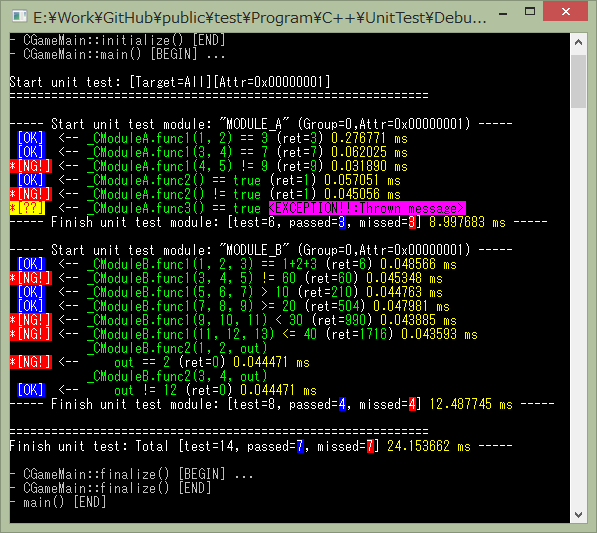 E:¥Work¥GitHub¥public¥test¥Program¥C++¥UnitTest¥Debu...
- CGameMain::initialize() [END]
- CGameMain::main() [BEGIN] ...
Start unit test: [Target=All][Attr=0x00000001]
============================================================
----- Start unit test module: "MODULE_A" (Group=0,Attr=0x00000001) -----
[OK] <-- _CModuleA.func1(1, 2) == 3 (ret=3) 0.276771 ms
[OK] <-- _CModuleA.func1(3, 4) == 7 (ret=7) 0.062025 ms
*[NG!] <-- _CModuleA.func1(4, 5) != 9 (ret=9) 0.031890 ms
[OK] <-- _CModuleA.func2() == true (ret=1) 0.057051 ms
*[NG!] <-- _CModuleA.func2() != true (ret=1) 0.045056 ms
*[??] <-- _CModuleA.func3() == true <EXCEPTION!!:Thrown message>
----- Finish unit test module: [test=6, passed=3, missed=3] 8.997683 ms -----
----- Start unit test module: "MODULE_B" (Group=0,Attr=0x00000001) -----
[OK] <-- _CModuleB.func1(1, 2, 3) == 1+2+3 (ret=6) 0.048566 ms
*[NG!] <-- _CModuleB.func1(3, 4, 5) != 60 (ret=60) 0.045348 ms
[OK] <-- _CModuleB.func1(5, 6, 7) > 10 (ret=210) 0.044763 ms
[OK] <-- _CModuleB.func1(7, 8, 9) >= 20 (ret=504) 0.047981 ms
*[NG!] <-- _CModuleB.func1(9, 10, 11) < 30 (ret=990) 0.043885 ms
*[NG!] <-- _CModuleB.func1(11, 12, 13) <= 40 (ret=1716) 0.043593 ms
_CModuleB.func2(1, 2, out)
*[NG!] <-- out == 2 (ret=0) 0.044471 ms
_CModuleB.func2(3, 4, out)
[OK] <-- out != 12 (ret=0) 0.044471 ms
----- Finish unit test module: [test=8, passed=4, missed=4] 12.487745 ms -----
============================================================
Finish unit test: Total [test=14, passed=7, missed=7] 24.153662 ms -----
- CGameMain::finalize() [BEGIN] ...
- CGameMain::finalize() [END]
- main() [END]